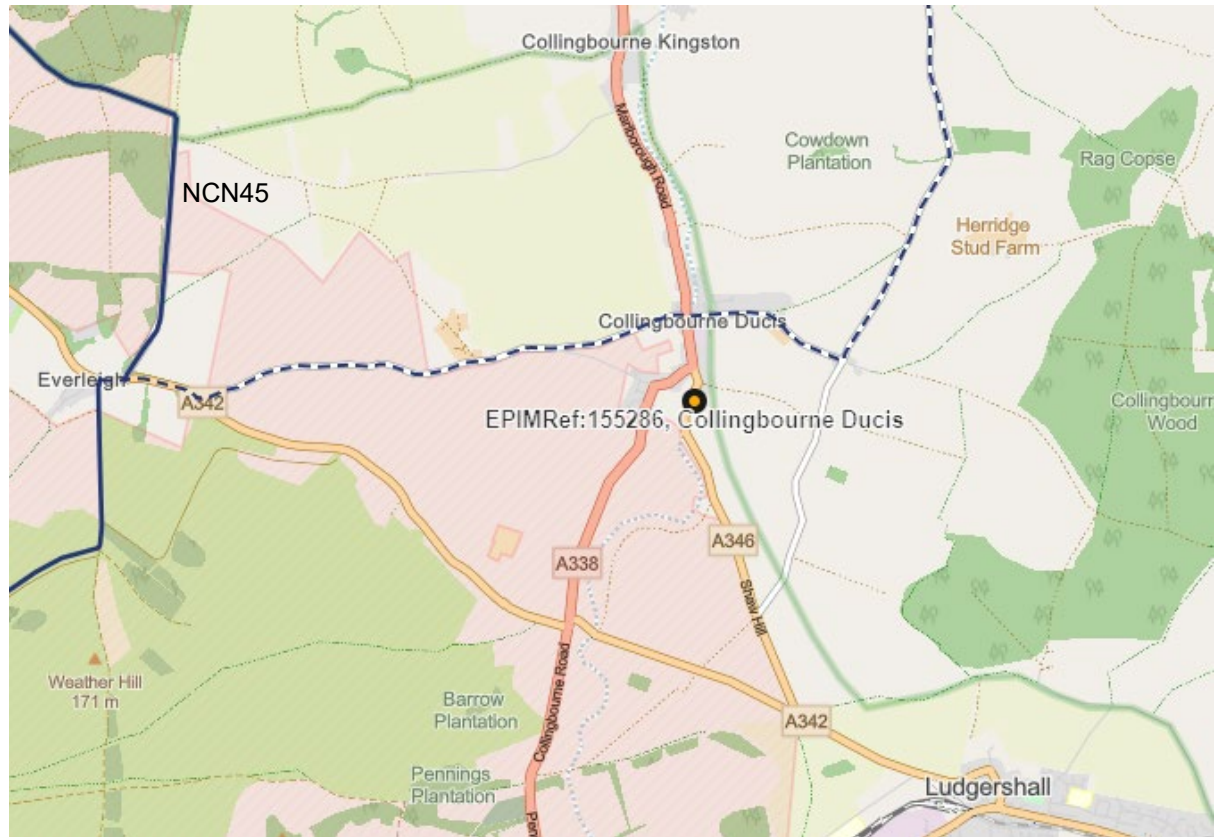 Collingbourne Kingston
Marlborough Road
Cowdown
Plantation
Rag Copse
NCN45
Herridge
Stud Farm
Collingbourne Ducis
Everleigh
A342
EPIMRef:155286, Collingbourne Ducis
Collingbourn
Wood
A338
A346
Shaw Hill
Weather Hill
171 m
Collingbourne Road
Barrow
Plantation
A342
Pennings
Plantation
Ludgershall
Pen